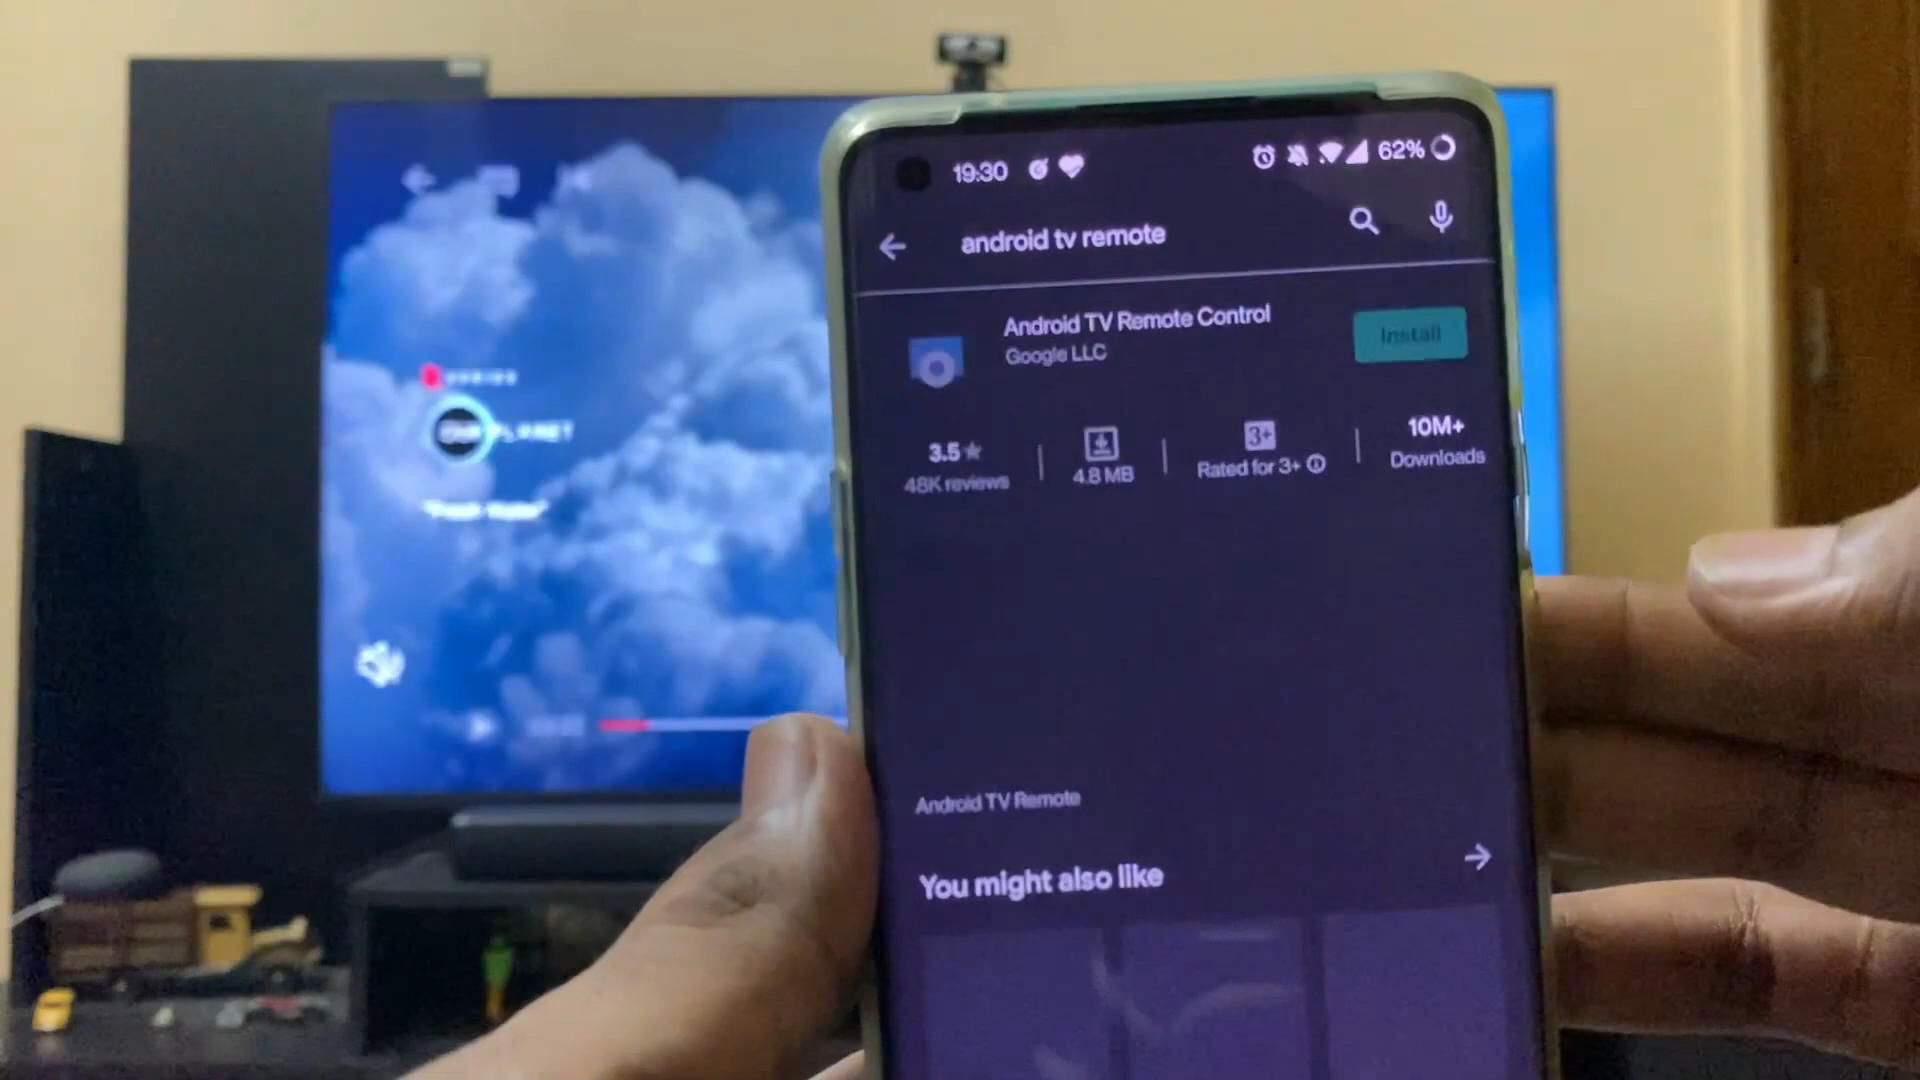 19:30
62%
android tv remote
Android TV Remote Control
Google LLC
Install
3.5★
48K reviews
4.8 MB
3+
Rated for 3+
10M+
Downloads
Android TV Remote
You might also like
PLANET